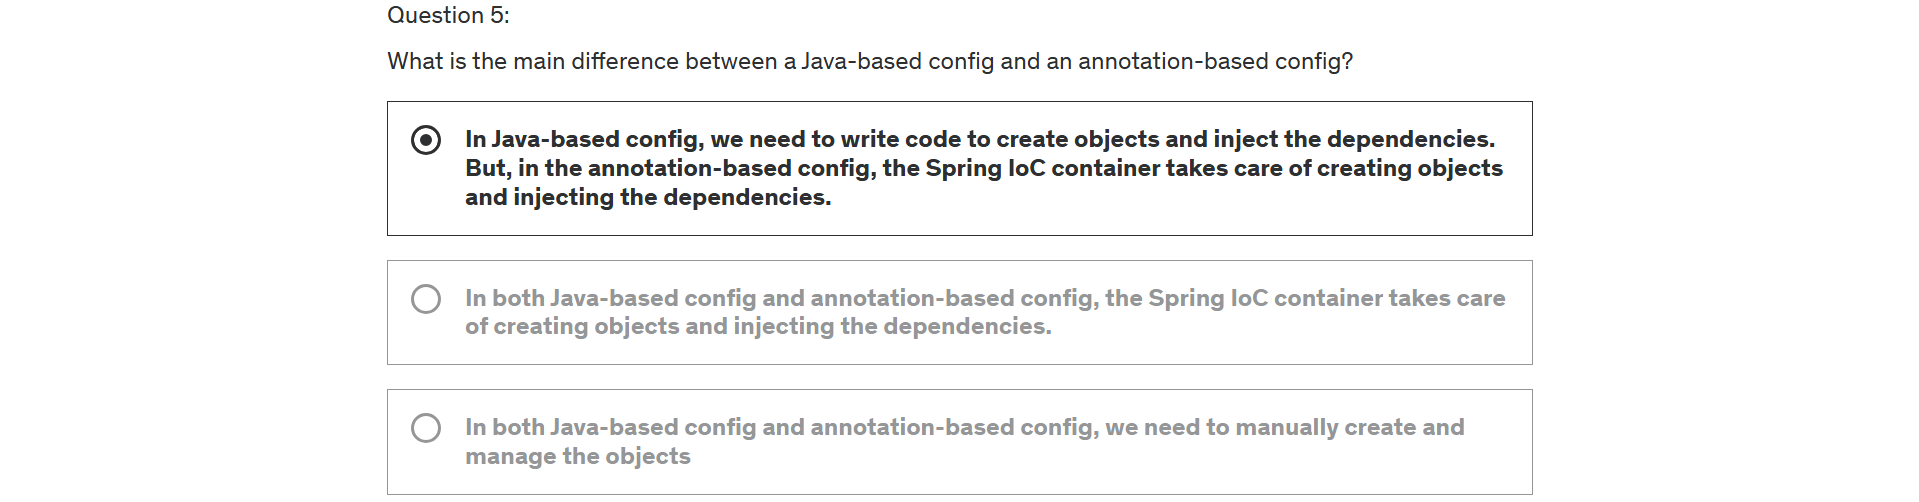 Question 5:
What is the main difference between a Java-based config and an annotation-based config?
In Java-based config, we need to write code to create objects and inject the dependencies.
But, in the annotation-based config, the Spring IoC container takes care of creating objects
and injecting the dependencies.
In both Java-based config and annotation-based config, the Spring IoC container takes care
of creating objects and injecting the dependencies.
In both Java-based config and annotation-based config, we need to manually create and
manage the objects